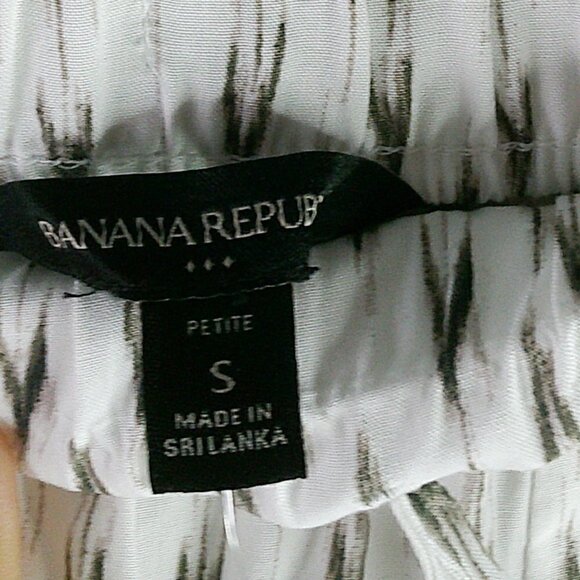 BANANA REPUB
PETITE
S
MADE IN
SRI LANKA